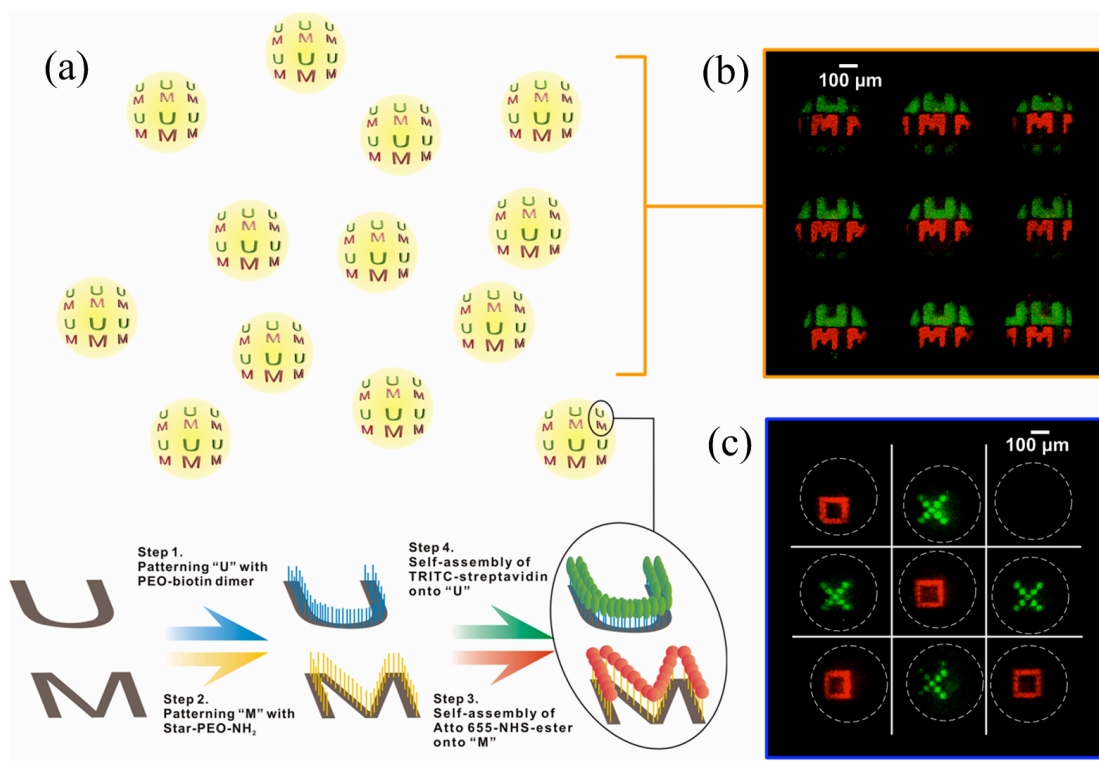 (a)
(b)
100 µm
(c)
100 µm
Step 1.
Patterning “U” with
PEO-biotin dimer
Step 2.
Patterning “M” with
Star-PEO-NH₂
Step 4.
Self-assembly of
TRITC-streptavidin
onto “U”
Step 3.
Self-assembly of
Atto 655-NHS-ester
onto “M”
U
M
U
M